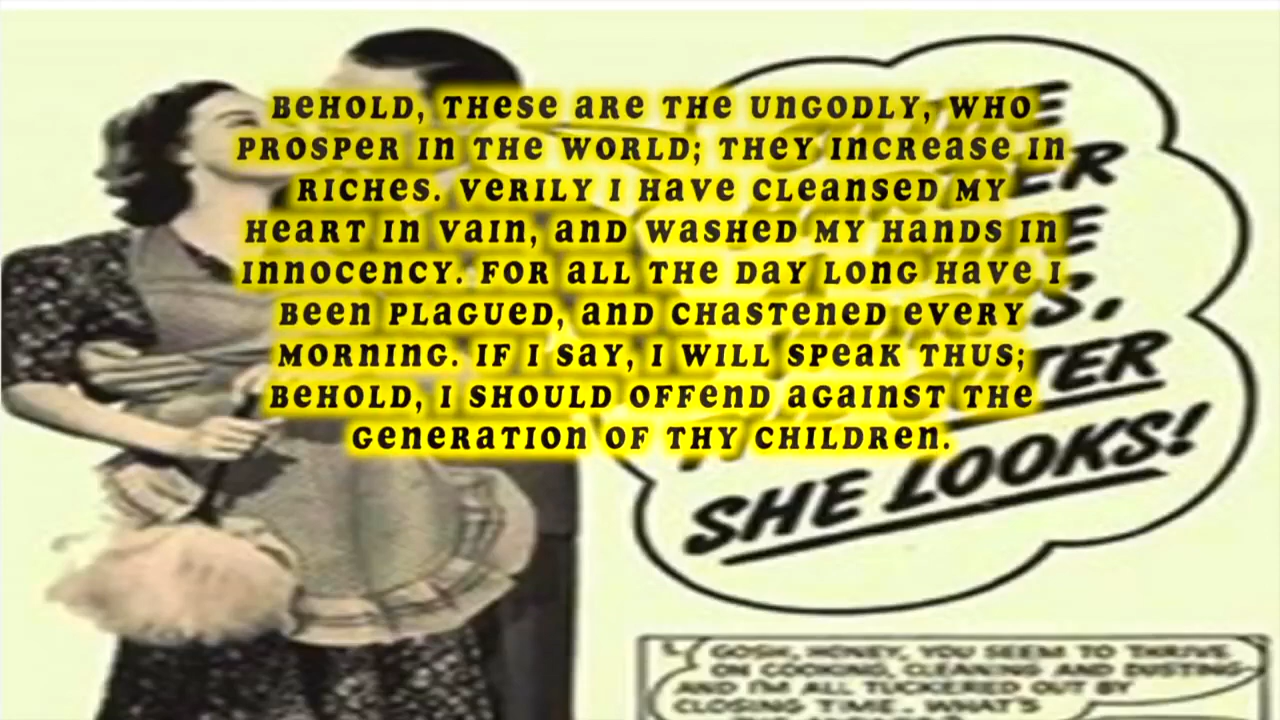 BEHOLD, THESE ARE THE UNGODLY, WHO
PROSPER IN THE WORLD; THEY INCREASE IN
RICHES. VERILY I HAVE CLEANSED MY
HEART IN VAIN, AND WASHED MY HANDS IN
INNOCENCY. FOR ALL THE DAY LONG HAVE I
BEEN PLAGUED, AND CHASTENED EVERY
MORNING. IF I SAY, I WILL SPEAK THUS;
BEHOLD, I SHOULD OFFEND AGAINST THE
GENERATION OF THY CHILDREN.
SHE LOOKS!
GOSH, HONEY, YOU SEEM TO THRIVE
ON COOKING, CLEANING AND DUSTING
AND I'M ALL TUCKERED OUT BY
CLOSING TIME. WHAT'S